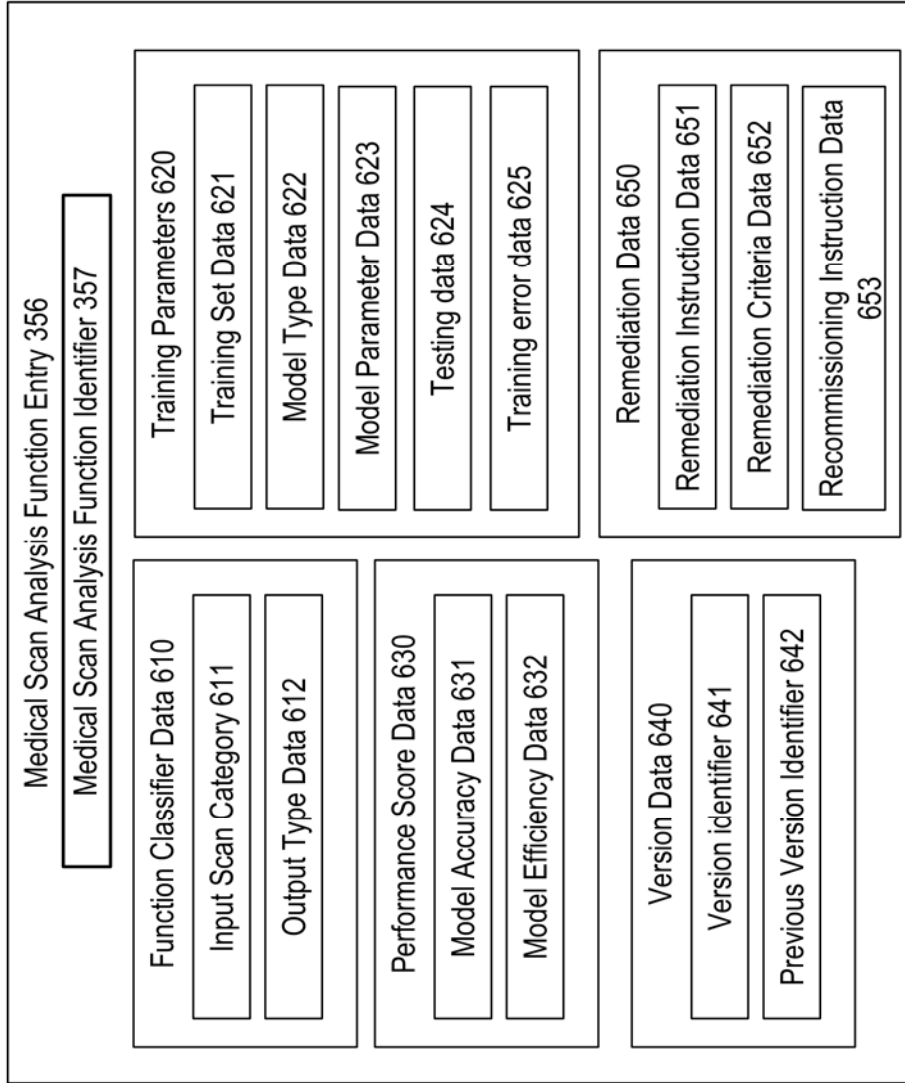 Medical Scan Analysis Function Entry 356
Medical Scan Analysis Function Identifier 357
Function Classifier Data 610
Input Scan Category 611
Output Type Data 612
Performance Score Data 630
Model Accuracy Data 631
Model Efficiency Data 632
Version Data 640
Version identifier 641
Previous Version Identifier 642
Training Parameters 620
Training Set Data 621
Model Type Data 622
Model Parameter Data 623
Testing data 624
Training error data 625
Remediation Data 650
Remediation Instruction Data 651
Remediation Criteria Data 652
Recommissioning Instruction Data
653